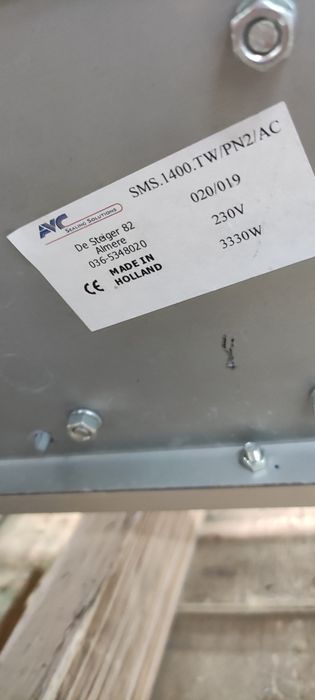 AVC
SEALING SOLUTIONS
De Steiger 82
Almere
036-5348020
CE MADE IN
HOLLAND
SMS.1400.TW/PN2/AC
020/019
230V
3330W